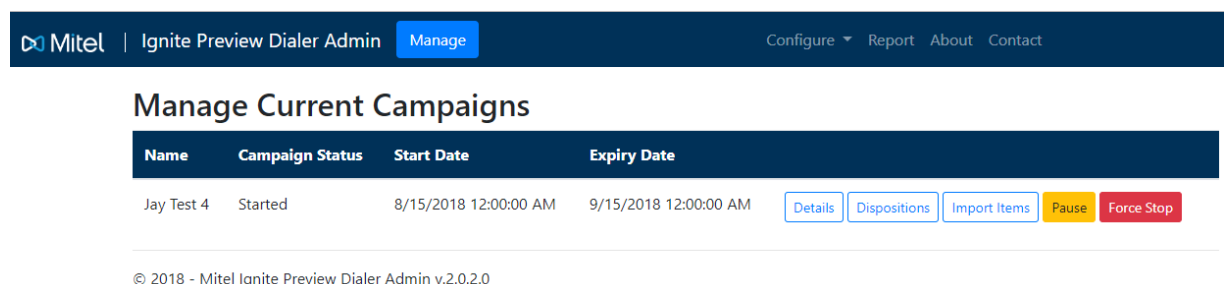 Mitel | Ignite Preview Dialer Admin Manage Configure Report About Contact
Manage Current Campaigns
Name Campaign Status Start Date Expiry Date
Jay Test 4 Started 8/15/2018 12:00:00 AM 9/15/2018 12:00:00 AM Details Dispositions Import Items Pause Force Stop
© 2018 - Mitel Ignite Preview Dialer Admin v.2.0.2.0